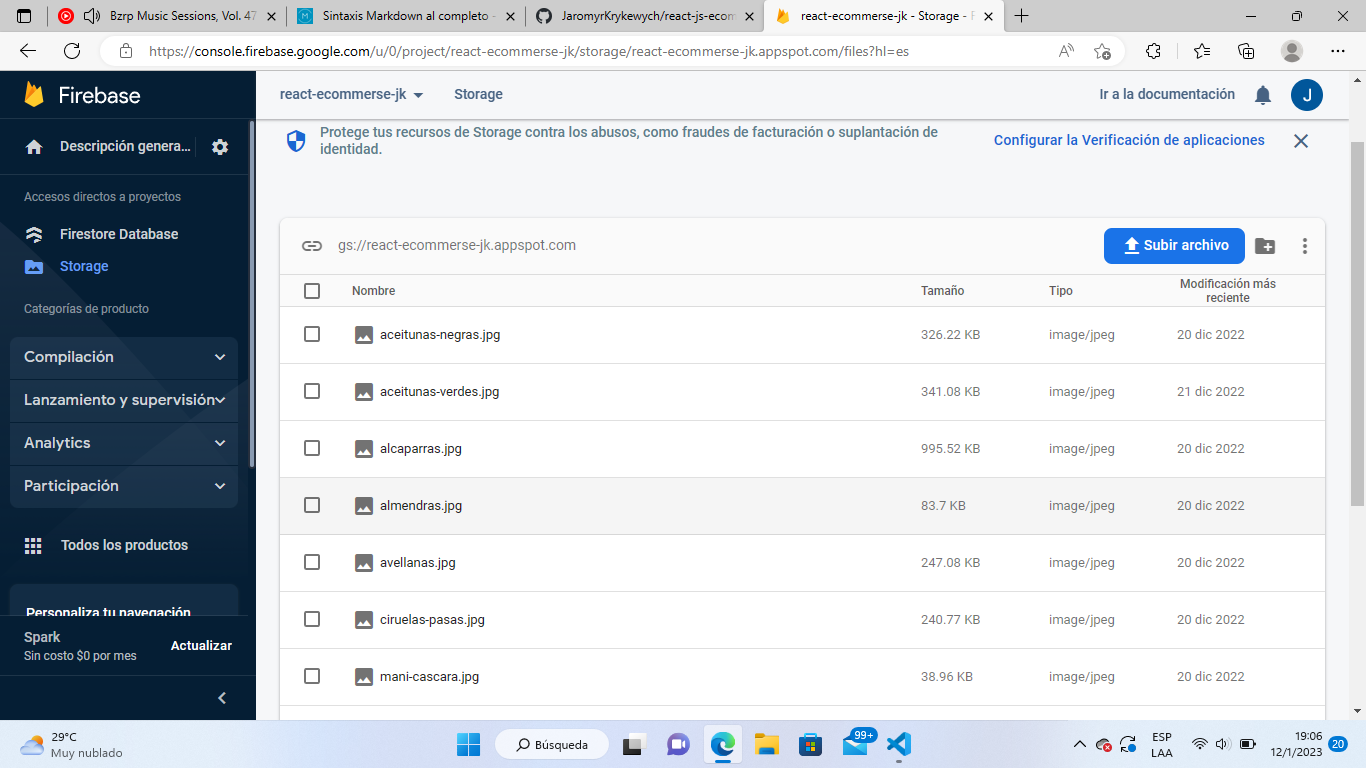 Bzrp Music Sessions, Vol. 47
Sintaxis Markdown al completo -
JaromyrKrykewych/react-js-ecom
react-ecommerse-jk - Storage - F
https://console.firebase.google.com/u/0/project/react-ecommerse-jk/storage/react-ecommerse-jk.appspot.com/files?hl=es
Firebase
react-ecommerse-jk
Storage
Ir a la documentación
J
Descripción genera...
Protege tus recursos de Storage contra los abusos, como fraudes de facturación o suplantación de
identidad.
Configurar la Verificación de aplicaciones
Accesos directos a proyectos
Firestore Database
Storage
Categorías de producto
Compilación
Lanzamiento y supervisión
Analytics
Participación
Todos los productos
Personaliza tu navegación
Spark
Sin costo $0 por mes
Actualizar
gs://react-ecommerse-jk.appspot.com
Subir archivo
Nombre Tamaño Tipo Modificación más
reciente
aceitunas-negras.jpg 326.22 KB image/jpeg 20 dic 2022
aceitunas-verdes.jpg 341.08 KB image/jpeg 21 dic 2022
alcaparras.jpg 995.52 KB image/jpeg 20 dic 2022
almendras.jpg 83.7 KB image/jpeg 20 dic 2022
avellanas.jpg 247.08 KB image/jpeg 20 dic 2022
ciruelas-pasas.jpg 240.77 KB image/jpeg 20 dic 2022
mani-cascara.jpg 38.96 KB image/jpeg 20 dic 2022
29°C
Muy nublado
Búsqueda
99+
ESP
LAA
19:06
12/1/2023
20